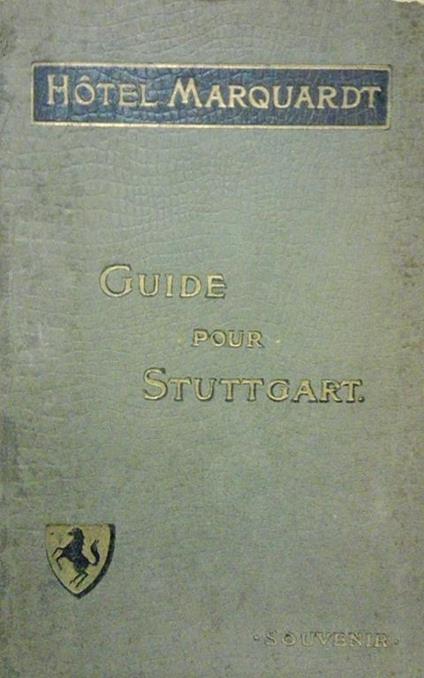 HÔTEL MARQUARDT
GUIDE
· POUR ·
STUTTGART.
· SOUVENIR ·